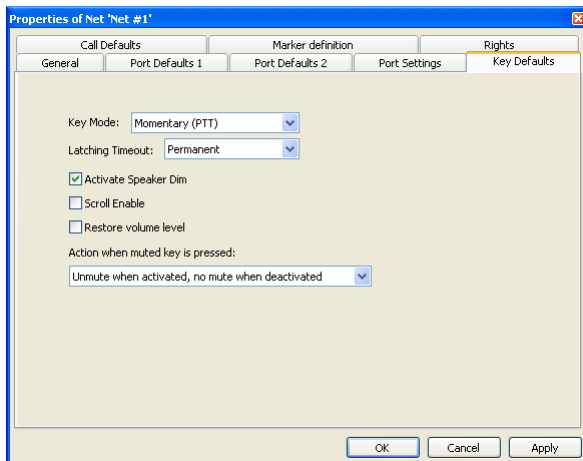 Properties of Net 'Net #1'
Call Defaults Marker definition Rights
General Port Defaults 1 Port Defaults 2 Port Settings Key Defaults
Key Mode: Momentary (PTT)
Latching Timeout: Permanent
Activate Speaker Dim
Scroll Enable
Restore volume level
Action when muted key is pressed:
Unmute when activated, no mute when deactivated
OK Cancel Apply